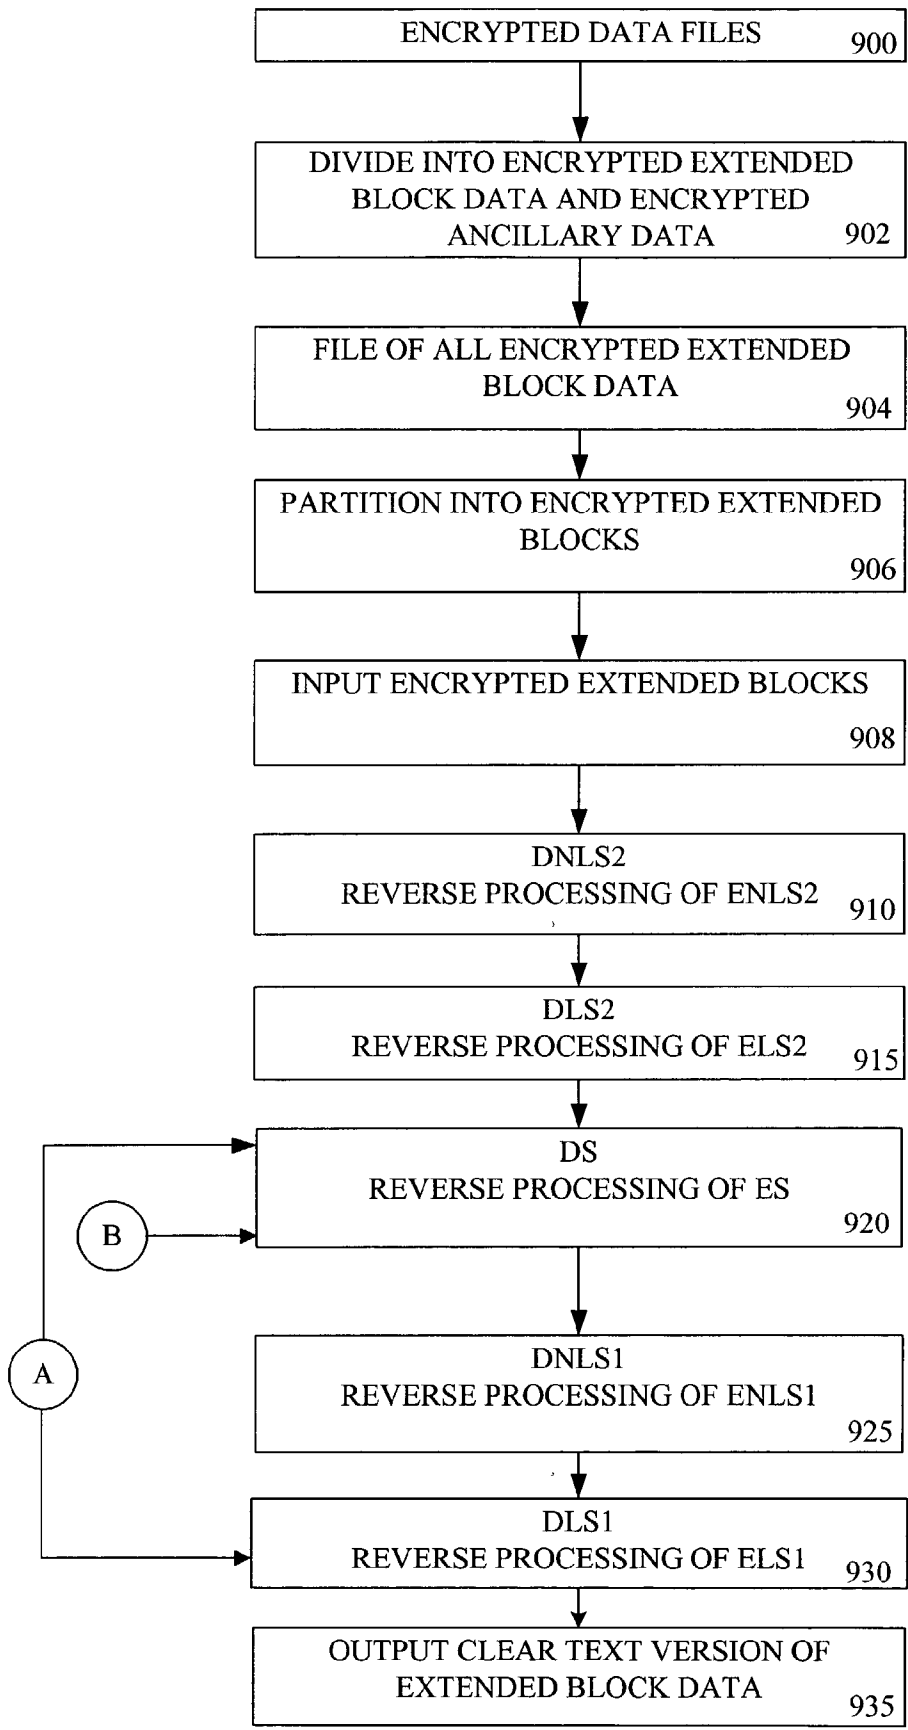 ENCRYPTED DATA FILES
900
DIVIDE INTO ENCRYPTED EXTENDED
BLOCK DATA AND ENCRYPTED
ANCILLARY DATA
902
FILE OF ALL ENCRYPTED EXTENDED
BLOCK DATA
904
PARTITION INTO ENCRYPTED EXTENDED
BLOCKS
906
INPUT ENCRYPTED EXTENDED BLOCKS
908
DNLS2
REVERSE PROCESSING OF ENLS2
910
DLS2
REVERSE PROCESSING OF ELS2
915
DS
REVERSE PROCESSING OF ES
920
B
A
DNLS1
REVERSE PROCESSING OF ENLS1
925
DLS1
REVERSE PROCESSING OF ELS1
930
OUTPUT CLEAR TEXT VERSION OF
EXTENDED BLOCK DATA
935